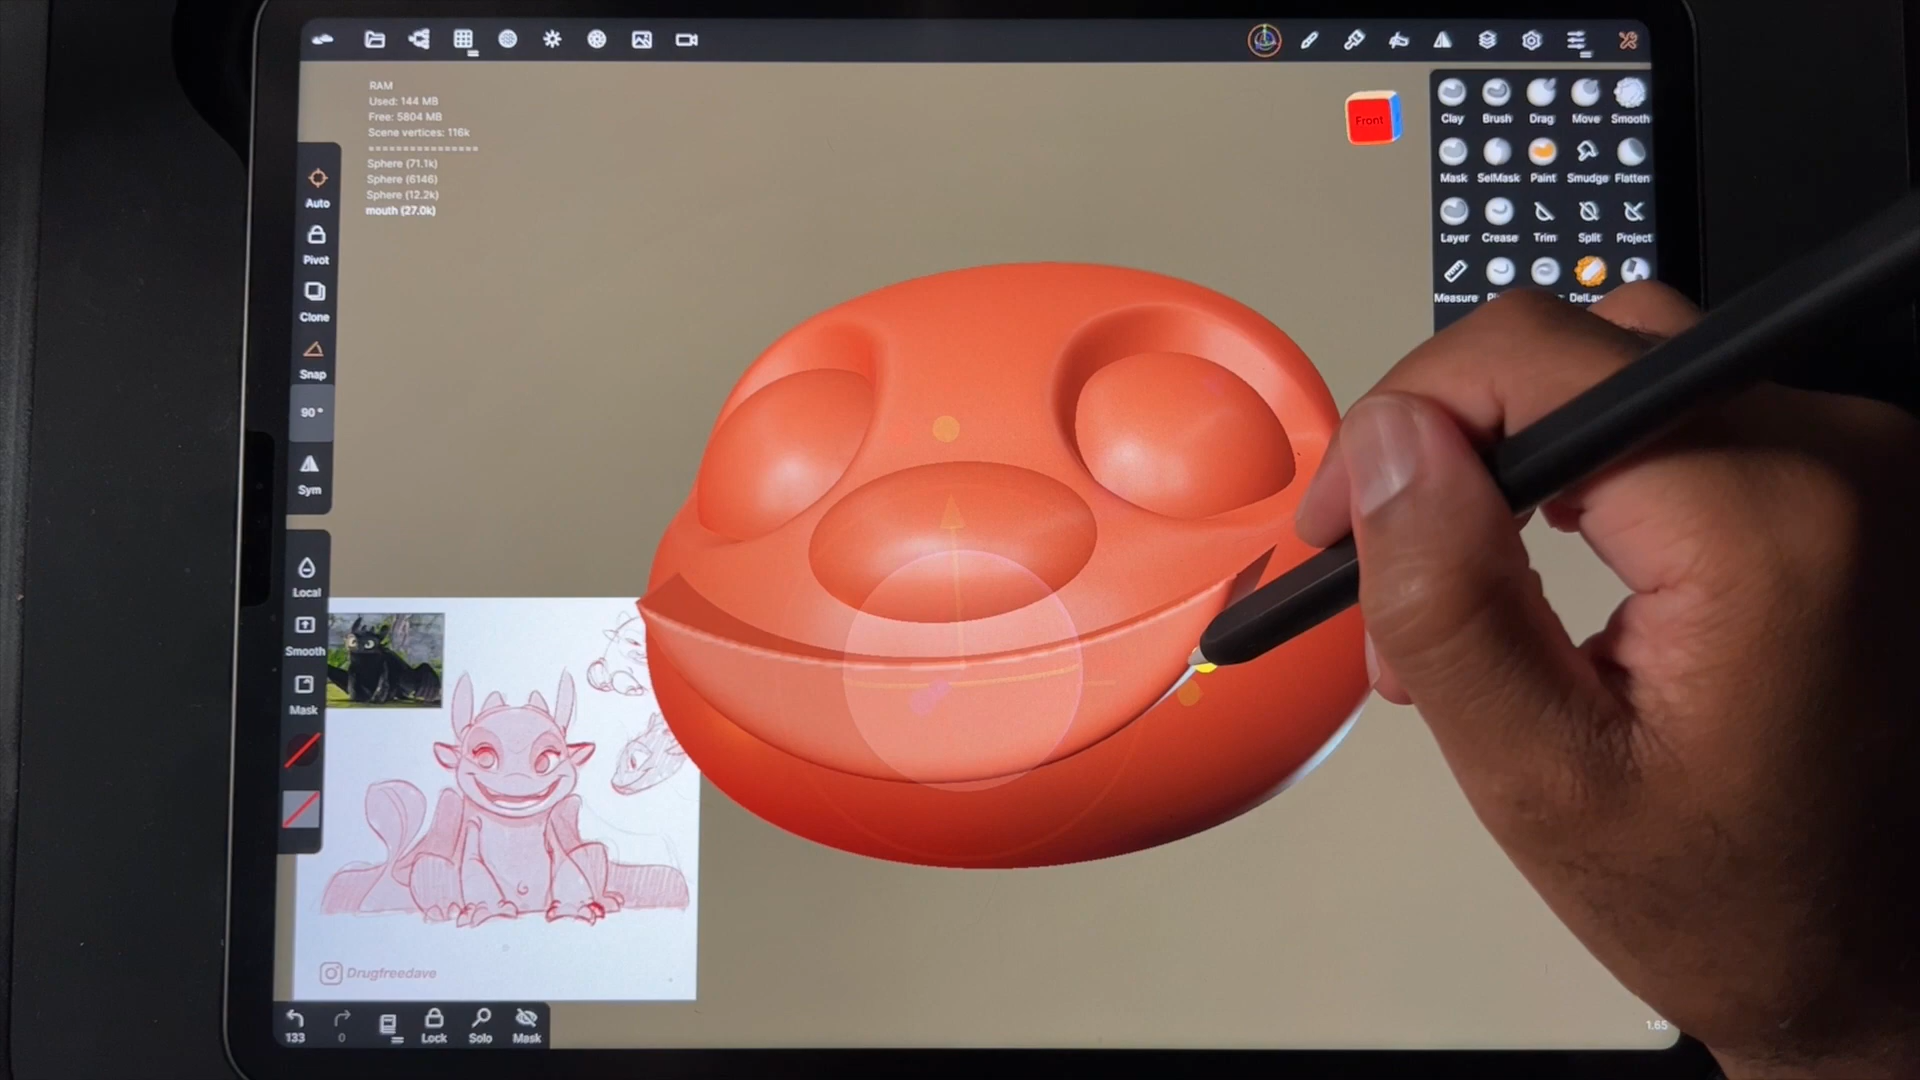 RAM
Used: 144 MB
Free: 5804 MB
Scene vertices: 116k
================
Sphere (71.1k)
Sphere (6146)
Sphere (12.2k)
mouth (27.0k)
Auto
Pivot
Clone
Snap
90°
Sym
Local
Smooth
Mask
Front
Clay Brush Drag Move Smooth
Mask SelMask Paint Smudge Flatten
Layer Crease Trim Split Project
Measure
Drugfreedave
133 0 Lock Solo Mask
1.65